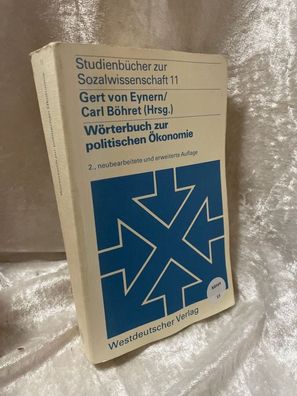 Studienbücher zur
Sozialwissenschaft 11
Gert von Eynern/
Carl Böhret (Hrsg.)
Wörterbuch zur
politischen Ökonomie
2., neubearbeitete und erweiterte Auflage
Westdeutscher Verlag